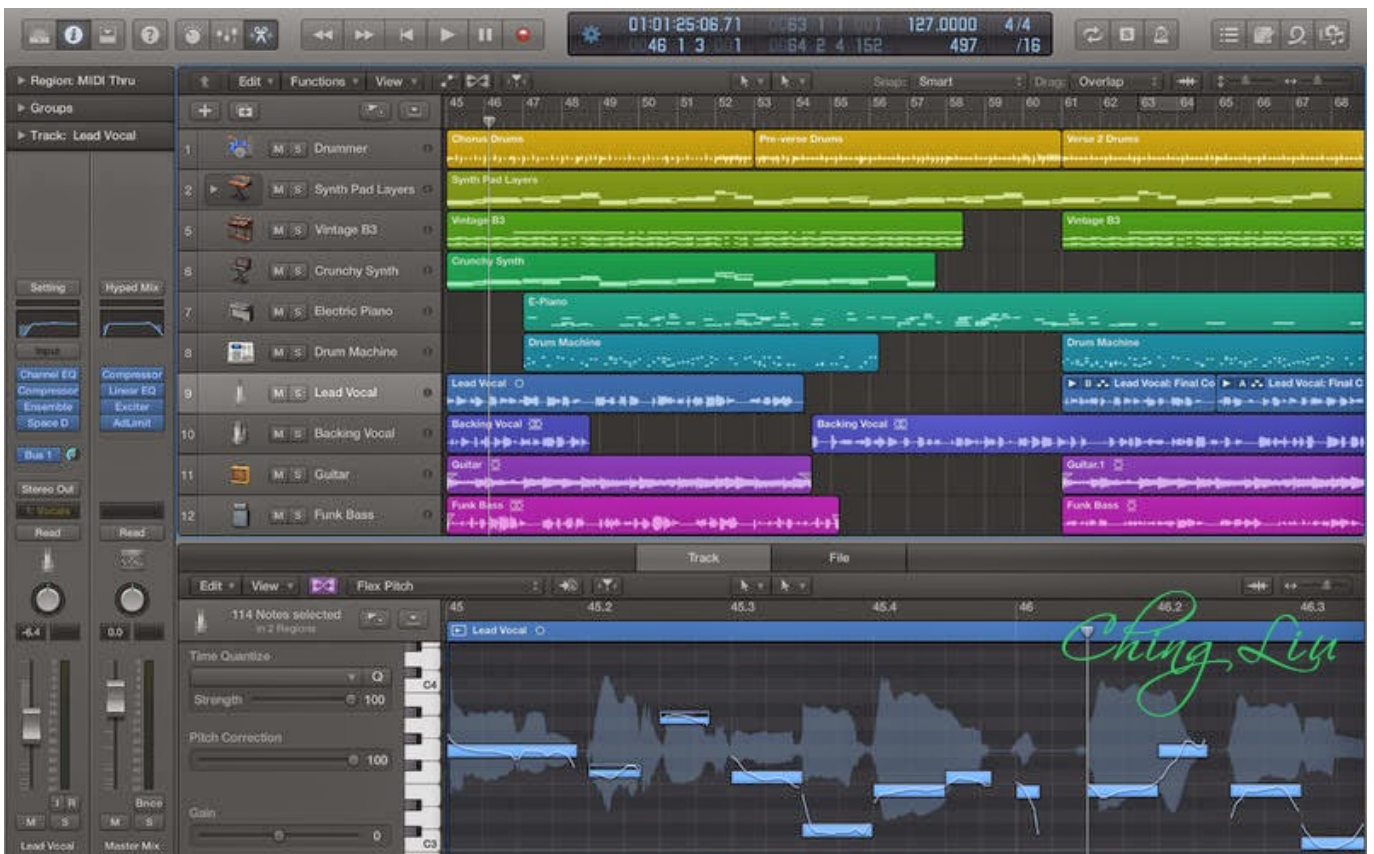 01:01:25:06.71
127.0000
4/4
46 1 3 1
64 2 4 152
497
/16
Region: MIDI Thru
Groups
Track: Lead Vocal
Edit Functions View
Snap: Smart
Drag: Overlap
45 46 47 48 49 50 51 52 53 54 55 56 57 58 59 60 61 62 63 64 65 66 67 68
1 M S Drummer
Chorus Drums
Pre-verse Drums
Verse 2 Drums
2 M S Synth Pad Layers
Synth Pad Layers
5 M S Vintage B3
Vintage B3
Vintage B3
6 M S Crunchy Synth
Crunchy Synth
7 M S Electric Piano
E-Piano
8 M S Drum Machine
Drum Machine
Drum Machine
9 M S Lead Vocal
Lead Vocal
B Lead Vocal: Final Co
A Lead Vocal: Final C
10 M S Backing Vocal
Backing Vocal
Backing Vocal
11 M S Guitar
Guitar
Guitar.1
12 M S Funk Bass
Funk Bass
Funk Bass
Setting
Hyped Mix
Input
Channel EQ
Compressor
Ensemble
Space D
Compressor
Linear EQ
Exciter
AdLimit
Bus 1
Stereo Out
1: Vocals
Read
Read
-6.4
0.0
I R
Bnce
M S
M S
Lead Vocal
Master Mix
Track
File
Edit View
Flex Pitch
114 Notes selected
in 2 Regions
45 45.2 45.3 45.4 46 46.2 46.3
Lead Vocal
Time Quantize
Q
Strength 100
Pitch Correction
100
Gain
0
C4
C3
Ching Liu